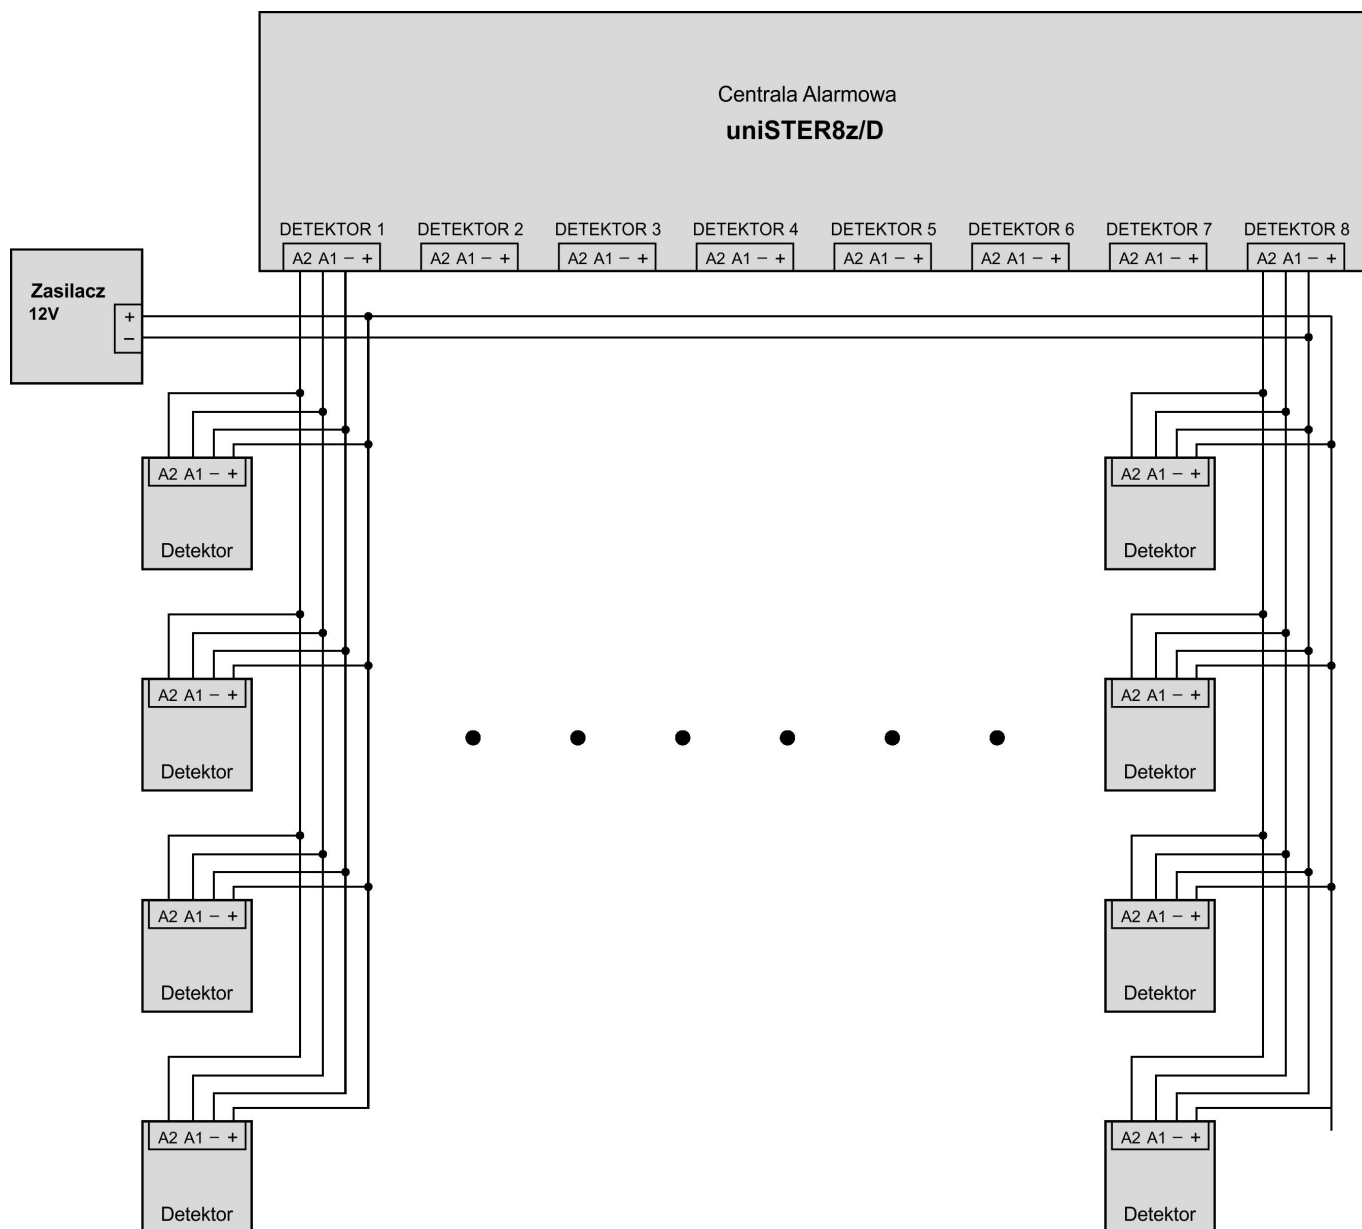 Centrala Alarmowa
uniSTER8z/D
DETEKTOR 1 DETEKTOR 2 DETEKTOR 3 DETEKTOR 4 DETEKTOR 5 DETEKTOR 6 DETEKTOR 7 DETEKTOR 8
A2 A1 − + A2 A1 − + A2 A1 − + A2 A1 − + A2 A1 − + A2 A1 − + A2 A1 − + A2 A1 − +
Zasilacz
12V
+
−
A2 A1 − + A2 A1 − +
Detektor Detektor
A2 A1 − + A2 A1 − +
Detektor Detektor
A2 A1 − + A2 A1 − +
Detektor Detektor
A2 A1 − + A2 A1 − +
Detektor Detektor